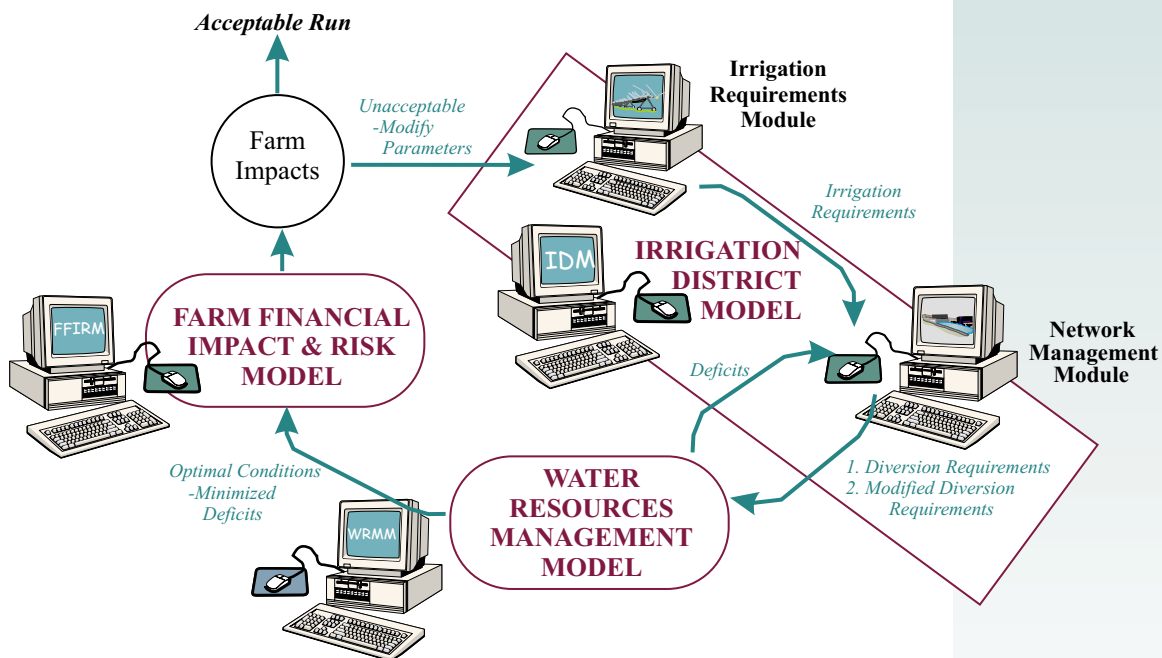 Acceptable Run
Farm
Impacts
Unacceptable
-Modify
Parameters
Irrigation
Requirements
Module
Irrigation
Requirements
IDM
IRRIGATION
DISTRICT
MODEL
FFIRM
FARM FINANCIAL
IMPACT & RISK
MODEL
Network
Management
Module
Deficits
Optimal Conditions
-Minimized
Deficits
WRMM
WATER
RESOURCES
MANAGEMENT
MODEL
1. Diversion Requirements
2. Modified Diversion
Requirements